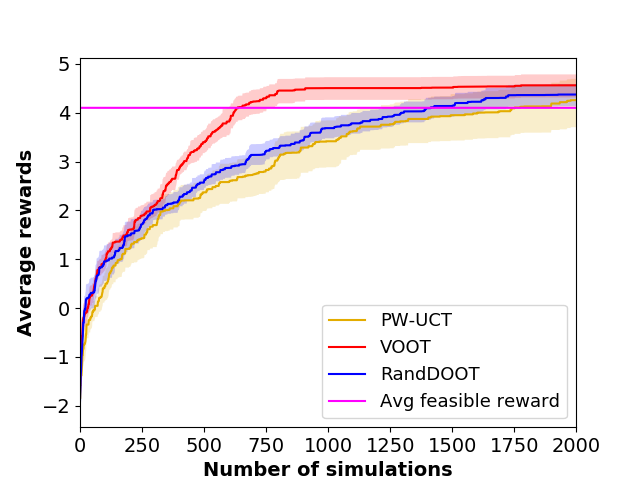 5
4
3
2
1
0
−1
−2
Average rewards
PW-UCT
VOOT
RandDOOT
Avg feasible reward
0 250 500 750 1000 1250 1500 1750 2000
Number of simulations